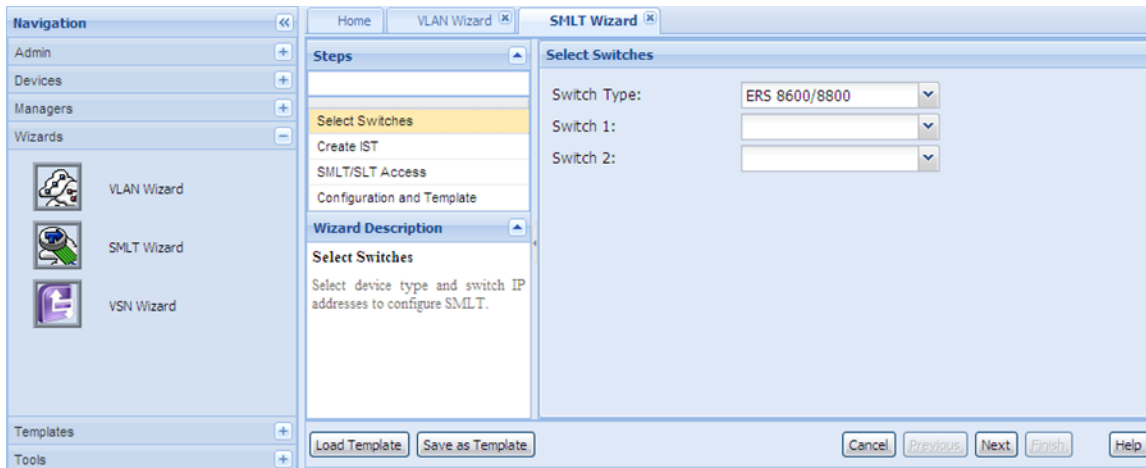 Navigation
Admin
Devices
Managers
Wizards
VLAN Wizard
SMLT Wizard
VSN Wizard
Templates
Tools
Home
VLAN Wizard
SMLT Wizard
Steps
Select Switches
Create IST
SMLT/SLT Access
Configuration and Template
Wizard Description
Select Switches
Select device type and switch IP
addresses to configure SMLT.
Select Switches
Switch Type: ERS 8600/8800
Switch 1:
Switch 2:
Load Template Save as Template Cancel Previous Next Finish Help